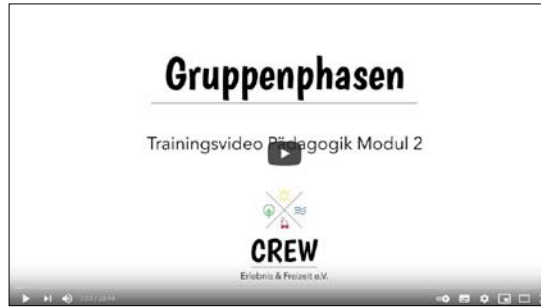 Gruppenphasen
Trainingsvideo Pädagogik Modul 2
CREW
Erlebnis & Freizeit e.V.